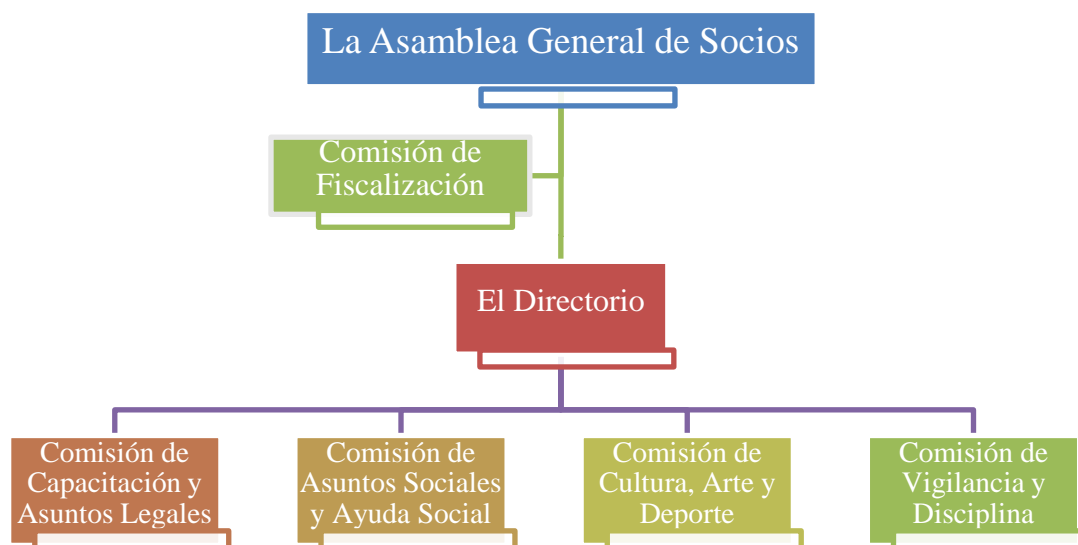 La Asamblea General de Socios
Comisión de
Fiscalización
El Directorio
Comisión de
Capacitación y
Asuntos Legales
Comisión de
Asuntos Sociales
y Ayuda Social
Comisión de
Cultura, Arte y
Deporte
Comisión de
Vigilancia y
Disciplina